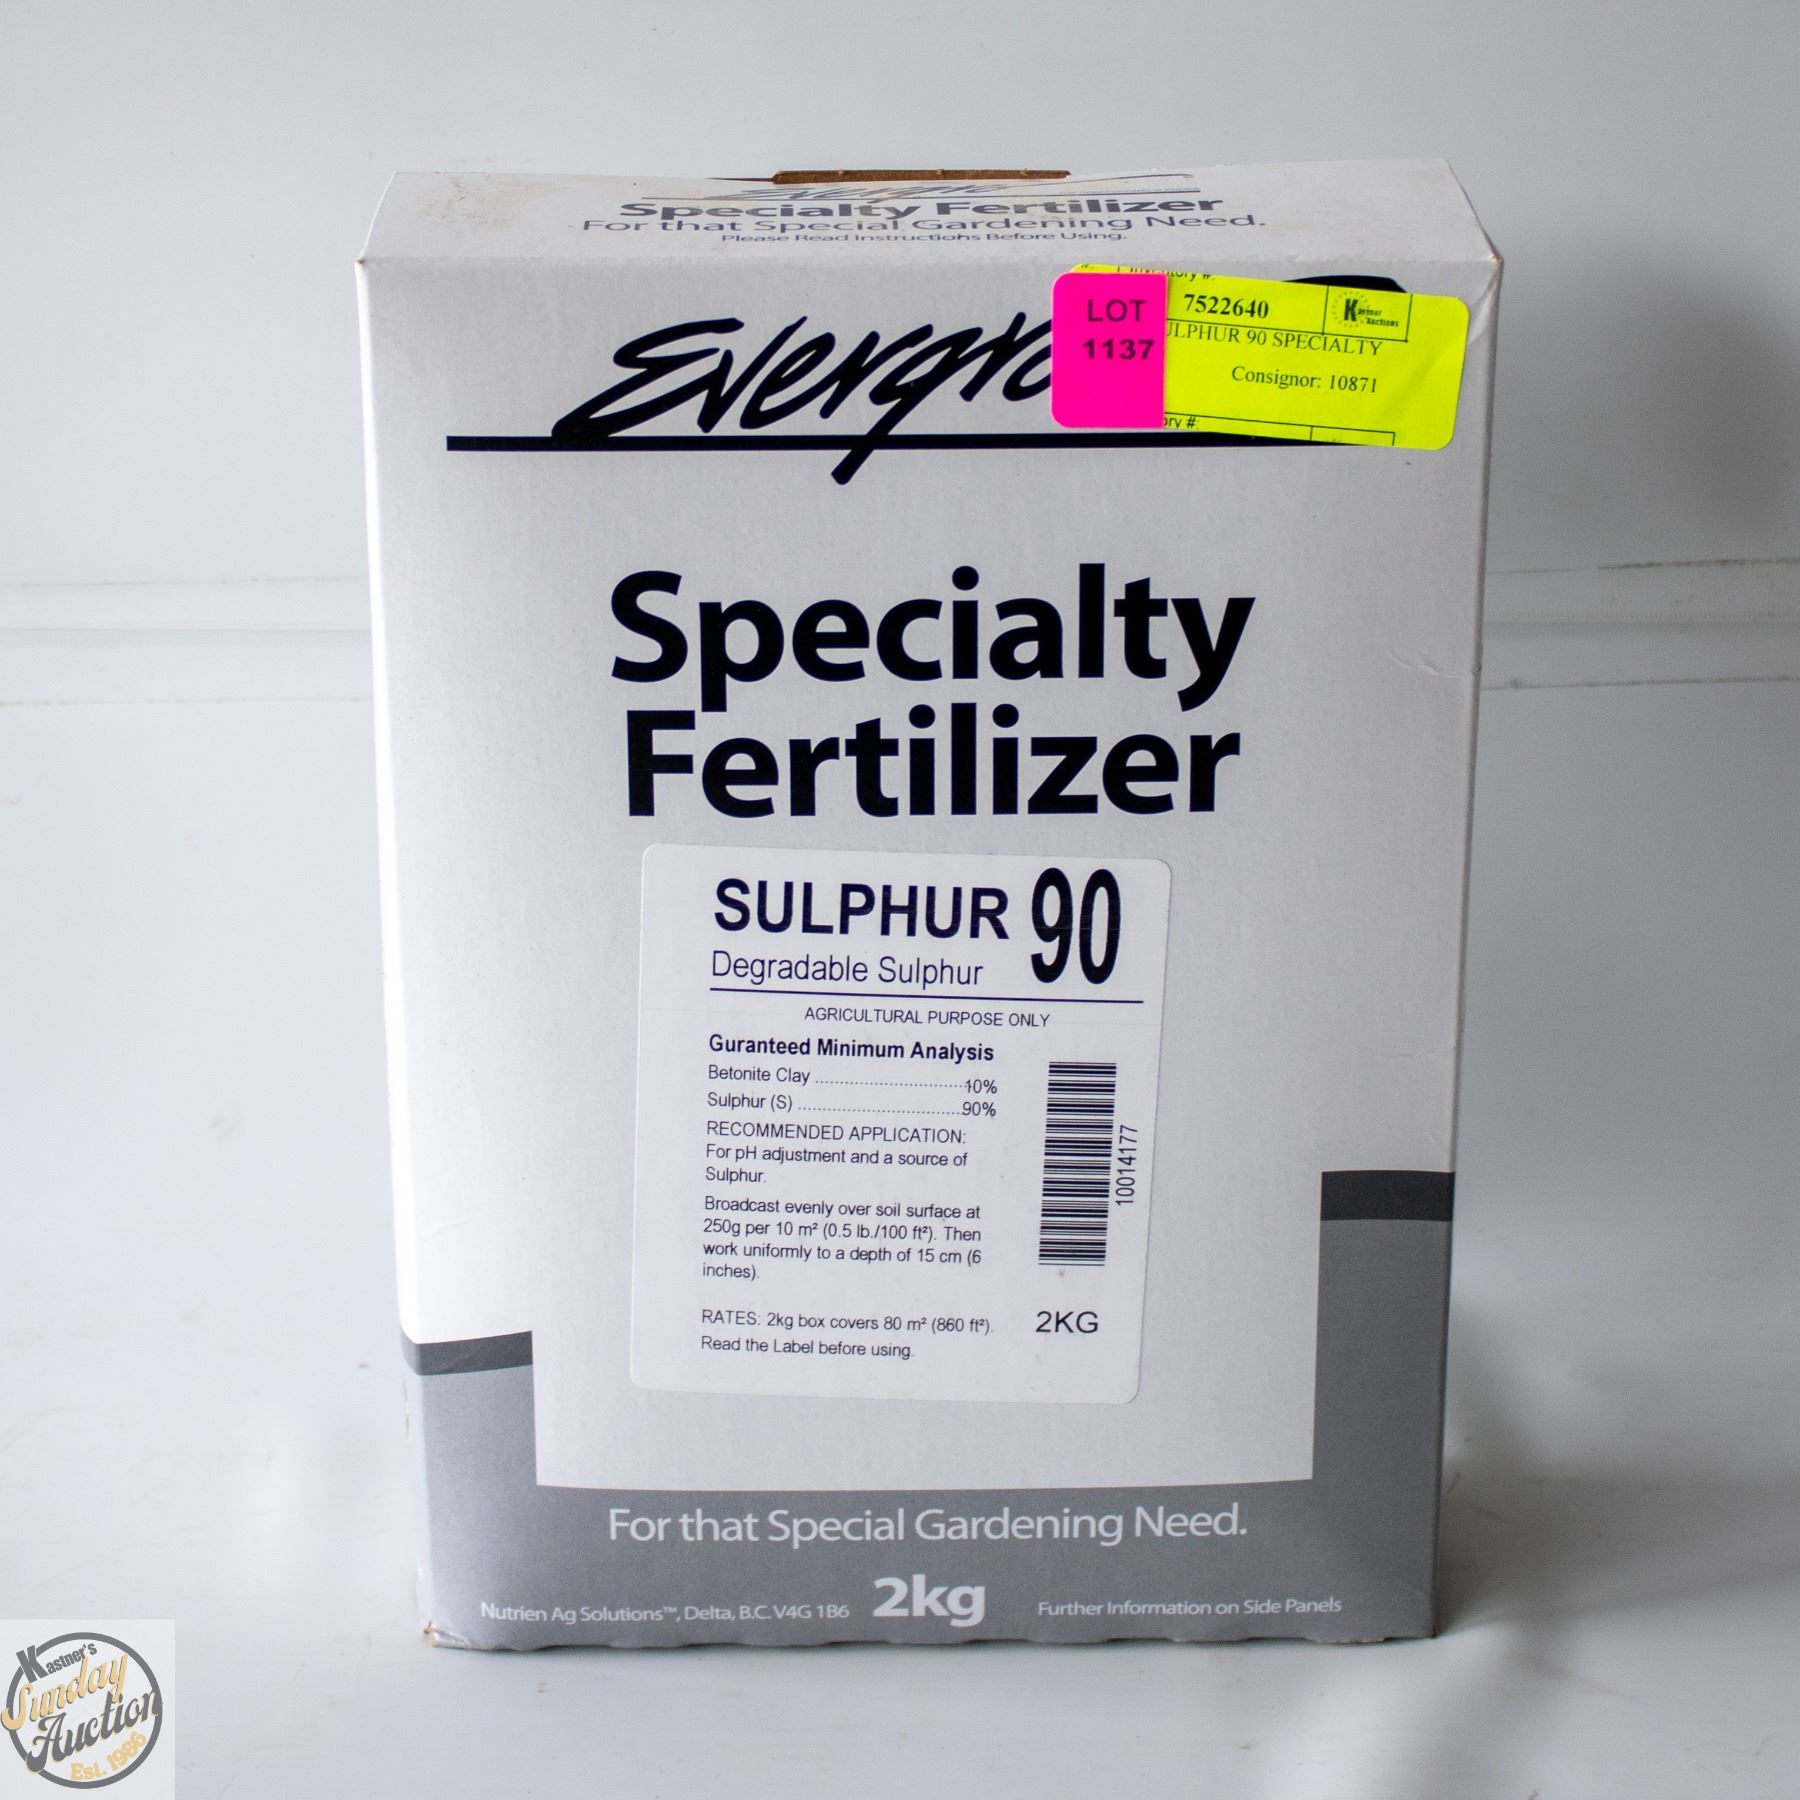 Specialty Fertilizer
For that Special Gardening Need.
Please Read Instructions Before Using.
LOT
1137
Inventory #:
7522640
Kastner
Auctions
ULPHUR 90 SPECIALTY
Consignor: 10871
ory #:
Evergro
Specialty
Fertilizer
SULPHUR 90
Degradable Sulphur
AGRICULTURAL PURPOSE ONLY
Guranteed Minimum Analysis
Betonite Clay ..............................10%
Sulphur (S) .................................90%
RECOMMENDED APPLICATION:
For pH adjustment and a source of
Sulphur.
Broadcast evenly over soil surface at
250g per 10 m² (0.5 lb./100 ft²). Then
work uniformly to a depth of 15 cm (6
inches).
10014177
RATES: 2kg box covers 80 m² (860 ft²).
2KG
Read the Label before using.
For that Special Gardening Need.
Nutrien Ag Solutions™, Delta, B.C. V4G 1B6
2kg
Further Information on Side Panels
Kastner's
Sunday
Auction
Est. 1986